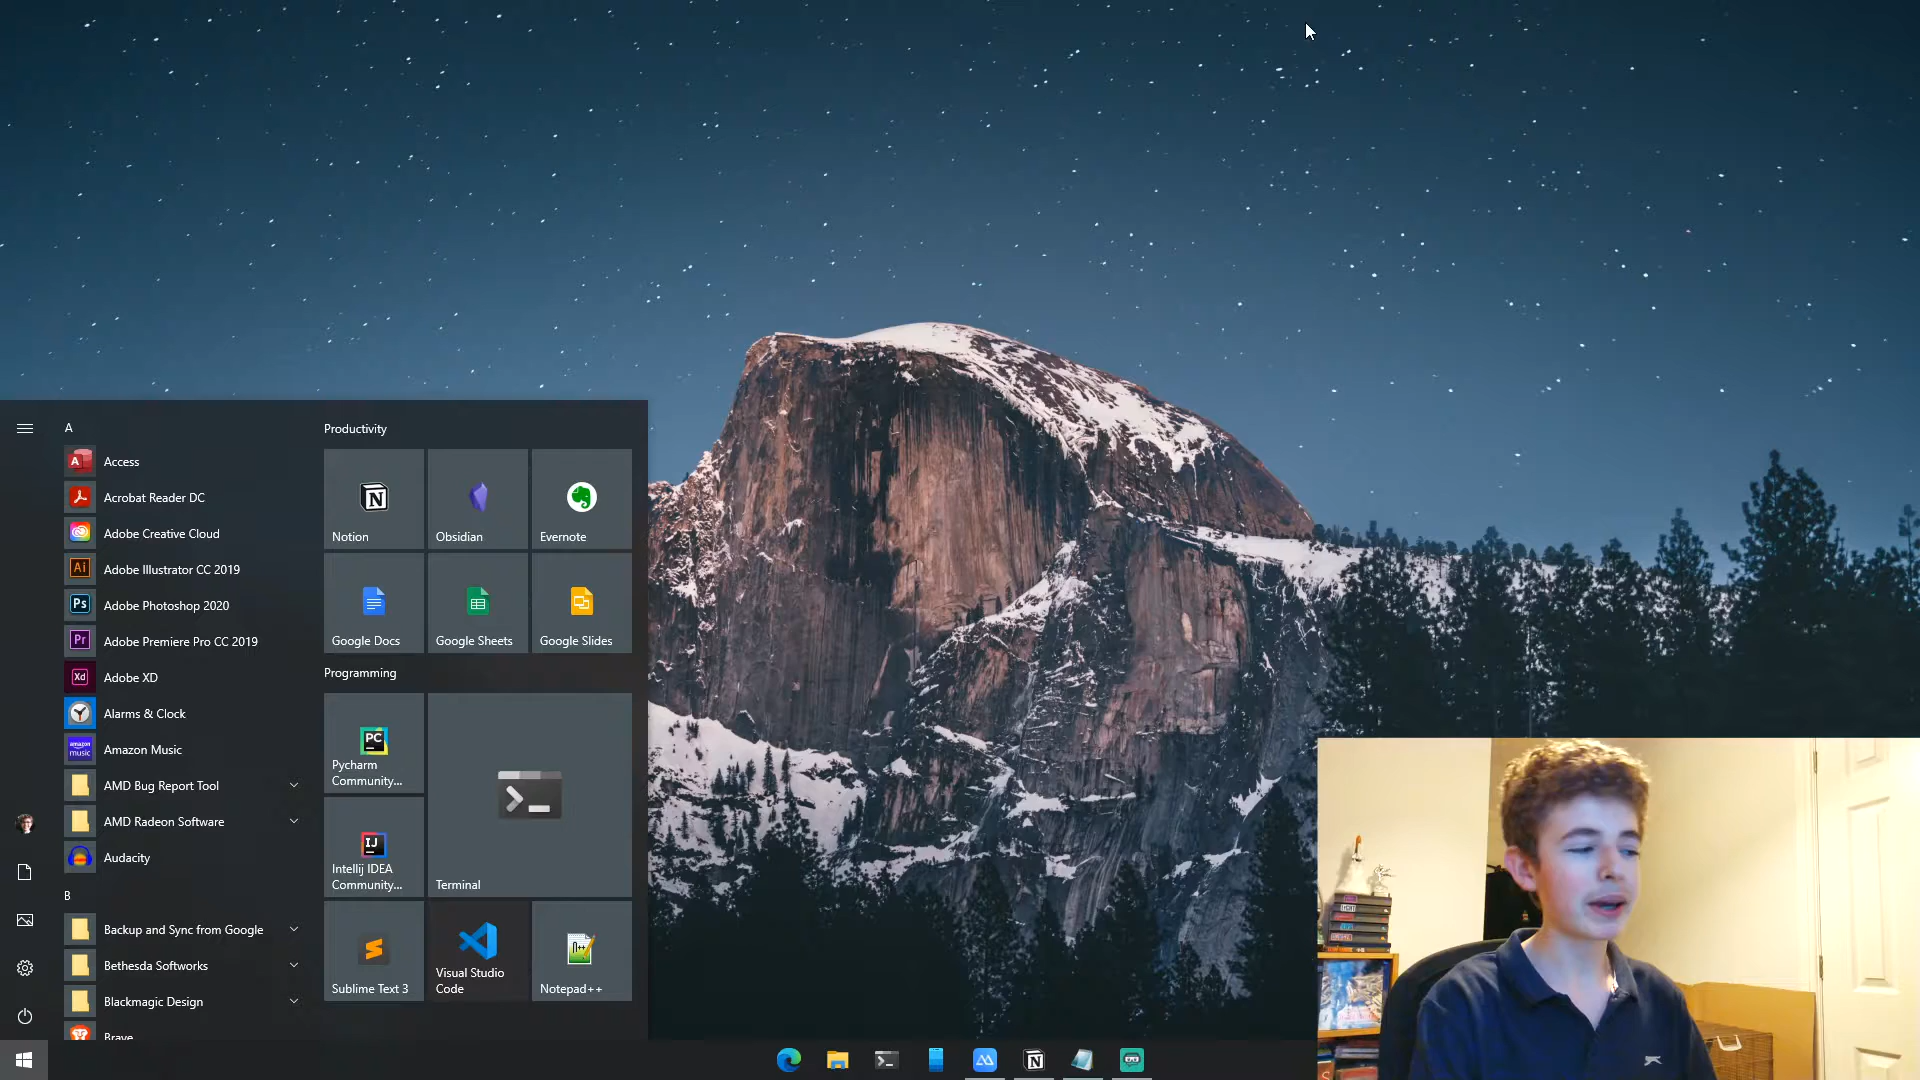 A
Access
Acrobat Reader DC
Adobe Creative Cloud
Adobe Illustrator CC 2019
Adobe Photoshop 2020
Adobe Premiere Pro CC 2019
Adobe XD
Alarms & Clock
Amazon Music
AMD Bug Report Tool
AMD Radeon Software
Audacity
B
Backup and Sync from Google
Bethesda Softworks
Blackmagic Design
Brave
Productivity
Notion
Obsidian
Evernote
Google Docs
Google Sheets
Google Slides
Programming
Pycharm
Community...
Intellij IDEA
Community...
Terminal
Sublime Text 3
Visual Studio
Code
Notepad++